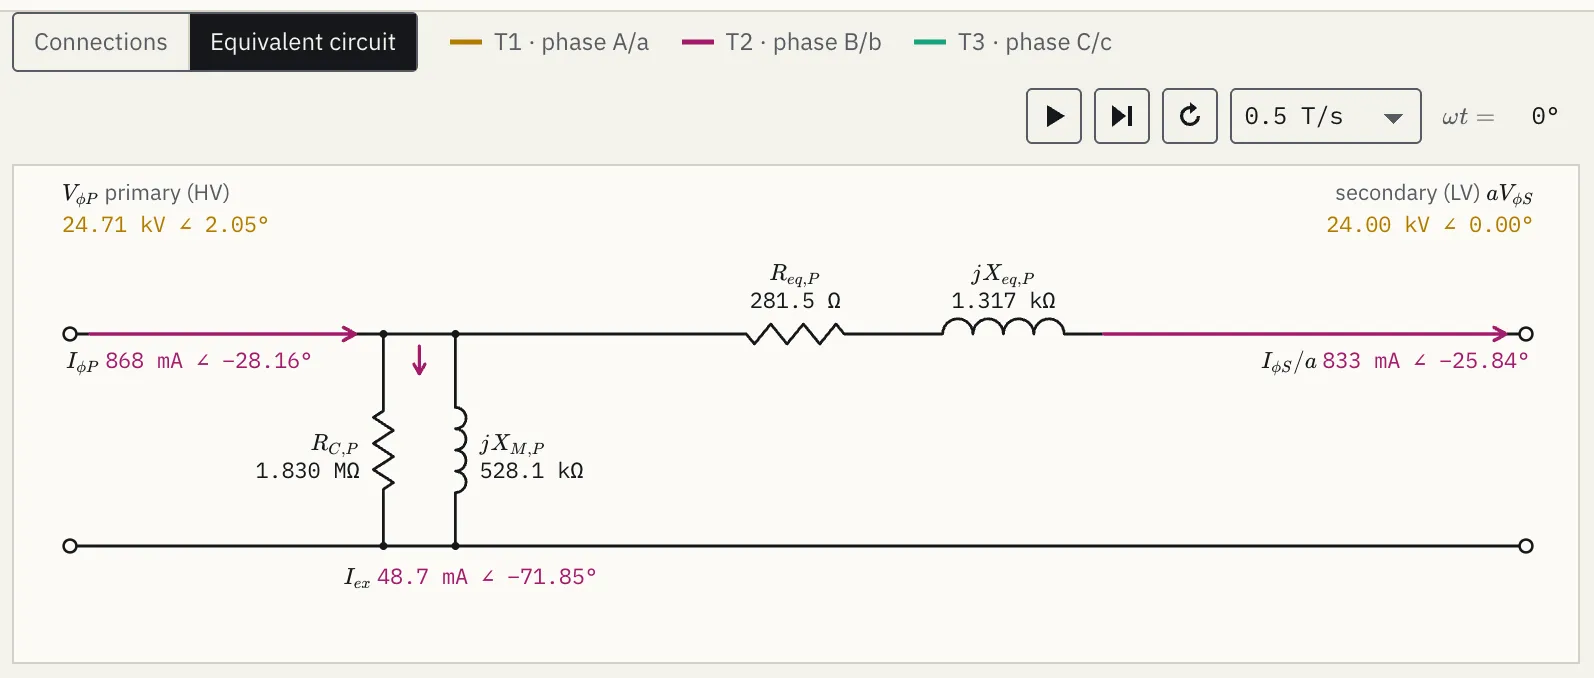 Connections Equivalent circuit T1 · phase A/a T2 · phase B/b T3 · phase C/c
0.5 T/s ωt = 0°
VϕP primary (HV)
24.71 kV ∠ 2.05°
secondary (LV) aVϕS
24.00 kV ∠ 0.00°
Req,P
281.5 Ω
jXeq,P
1.317 kΩ
IϕP 868 mA ∠ −28.16°
IϕS/a 833 mA ∠ −25.84°
RC,P
1.830 MΩ
jXM,P
528.1 kΩ
Iex 48.7 mA ∠ −71.85°